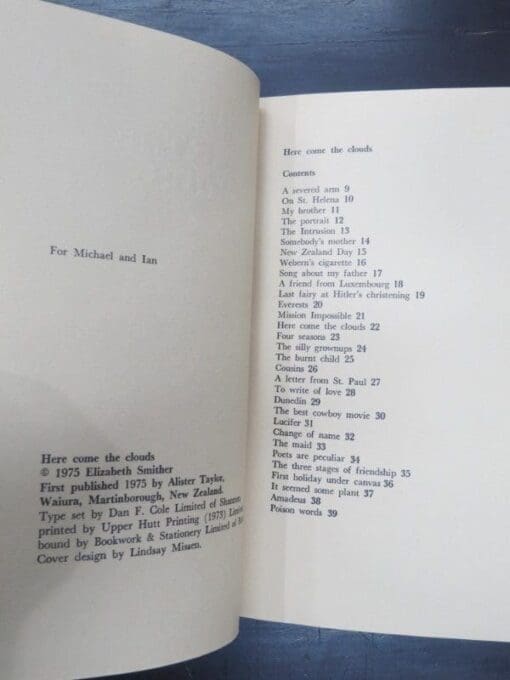 For Michael and Ian
Here come the clouds
© 1975 Elizabeth Smither
First published 1975 by Alister Taylor,
Waiura, Martinborough, New Zealand.
Type set by Dan F. Cole Limited of
printed by Upper Hutt Printing (1973)
bound by Bookwork & Stationery Limited of
Cover design by Lindsay Missen.
Here come the clouds
Contents
A severed arm 9
On St. Helena 10
My brother 11
The portrait 12
The Intrusion 13
Somebody's mother 14
New Zealand Day 15
Webern's cigarette 16
Song about my father 17
A friend from Luxembourg 18
Last fairy at Hitler's christening 19
Everests 20
Mission Impossible 21
Here come the clouds 22
Four seasons 23
The silly grownups 24
The burnt child 25
Cousins 26
A letter from St. Paul 27
To write of love 28
Dunedin 29
The best cowboy movie 30
Lucifer 31
Change of name 32
The maid 33
Poets are peculiar 34
The three stages of friendship 35
First holiday under canvas 36
It seemed some plant 37
Amadeus 38
Poison words 39